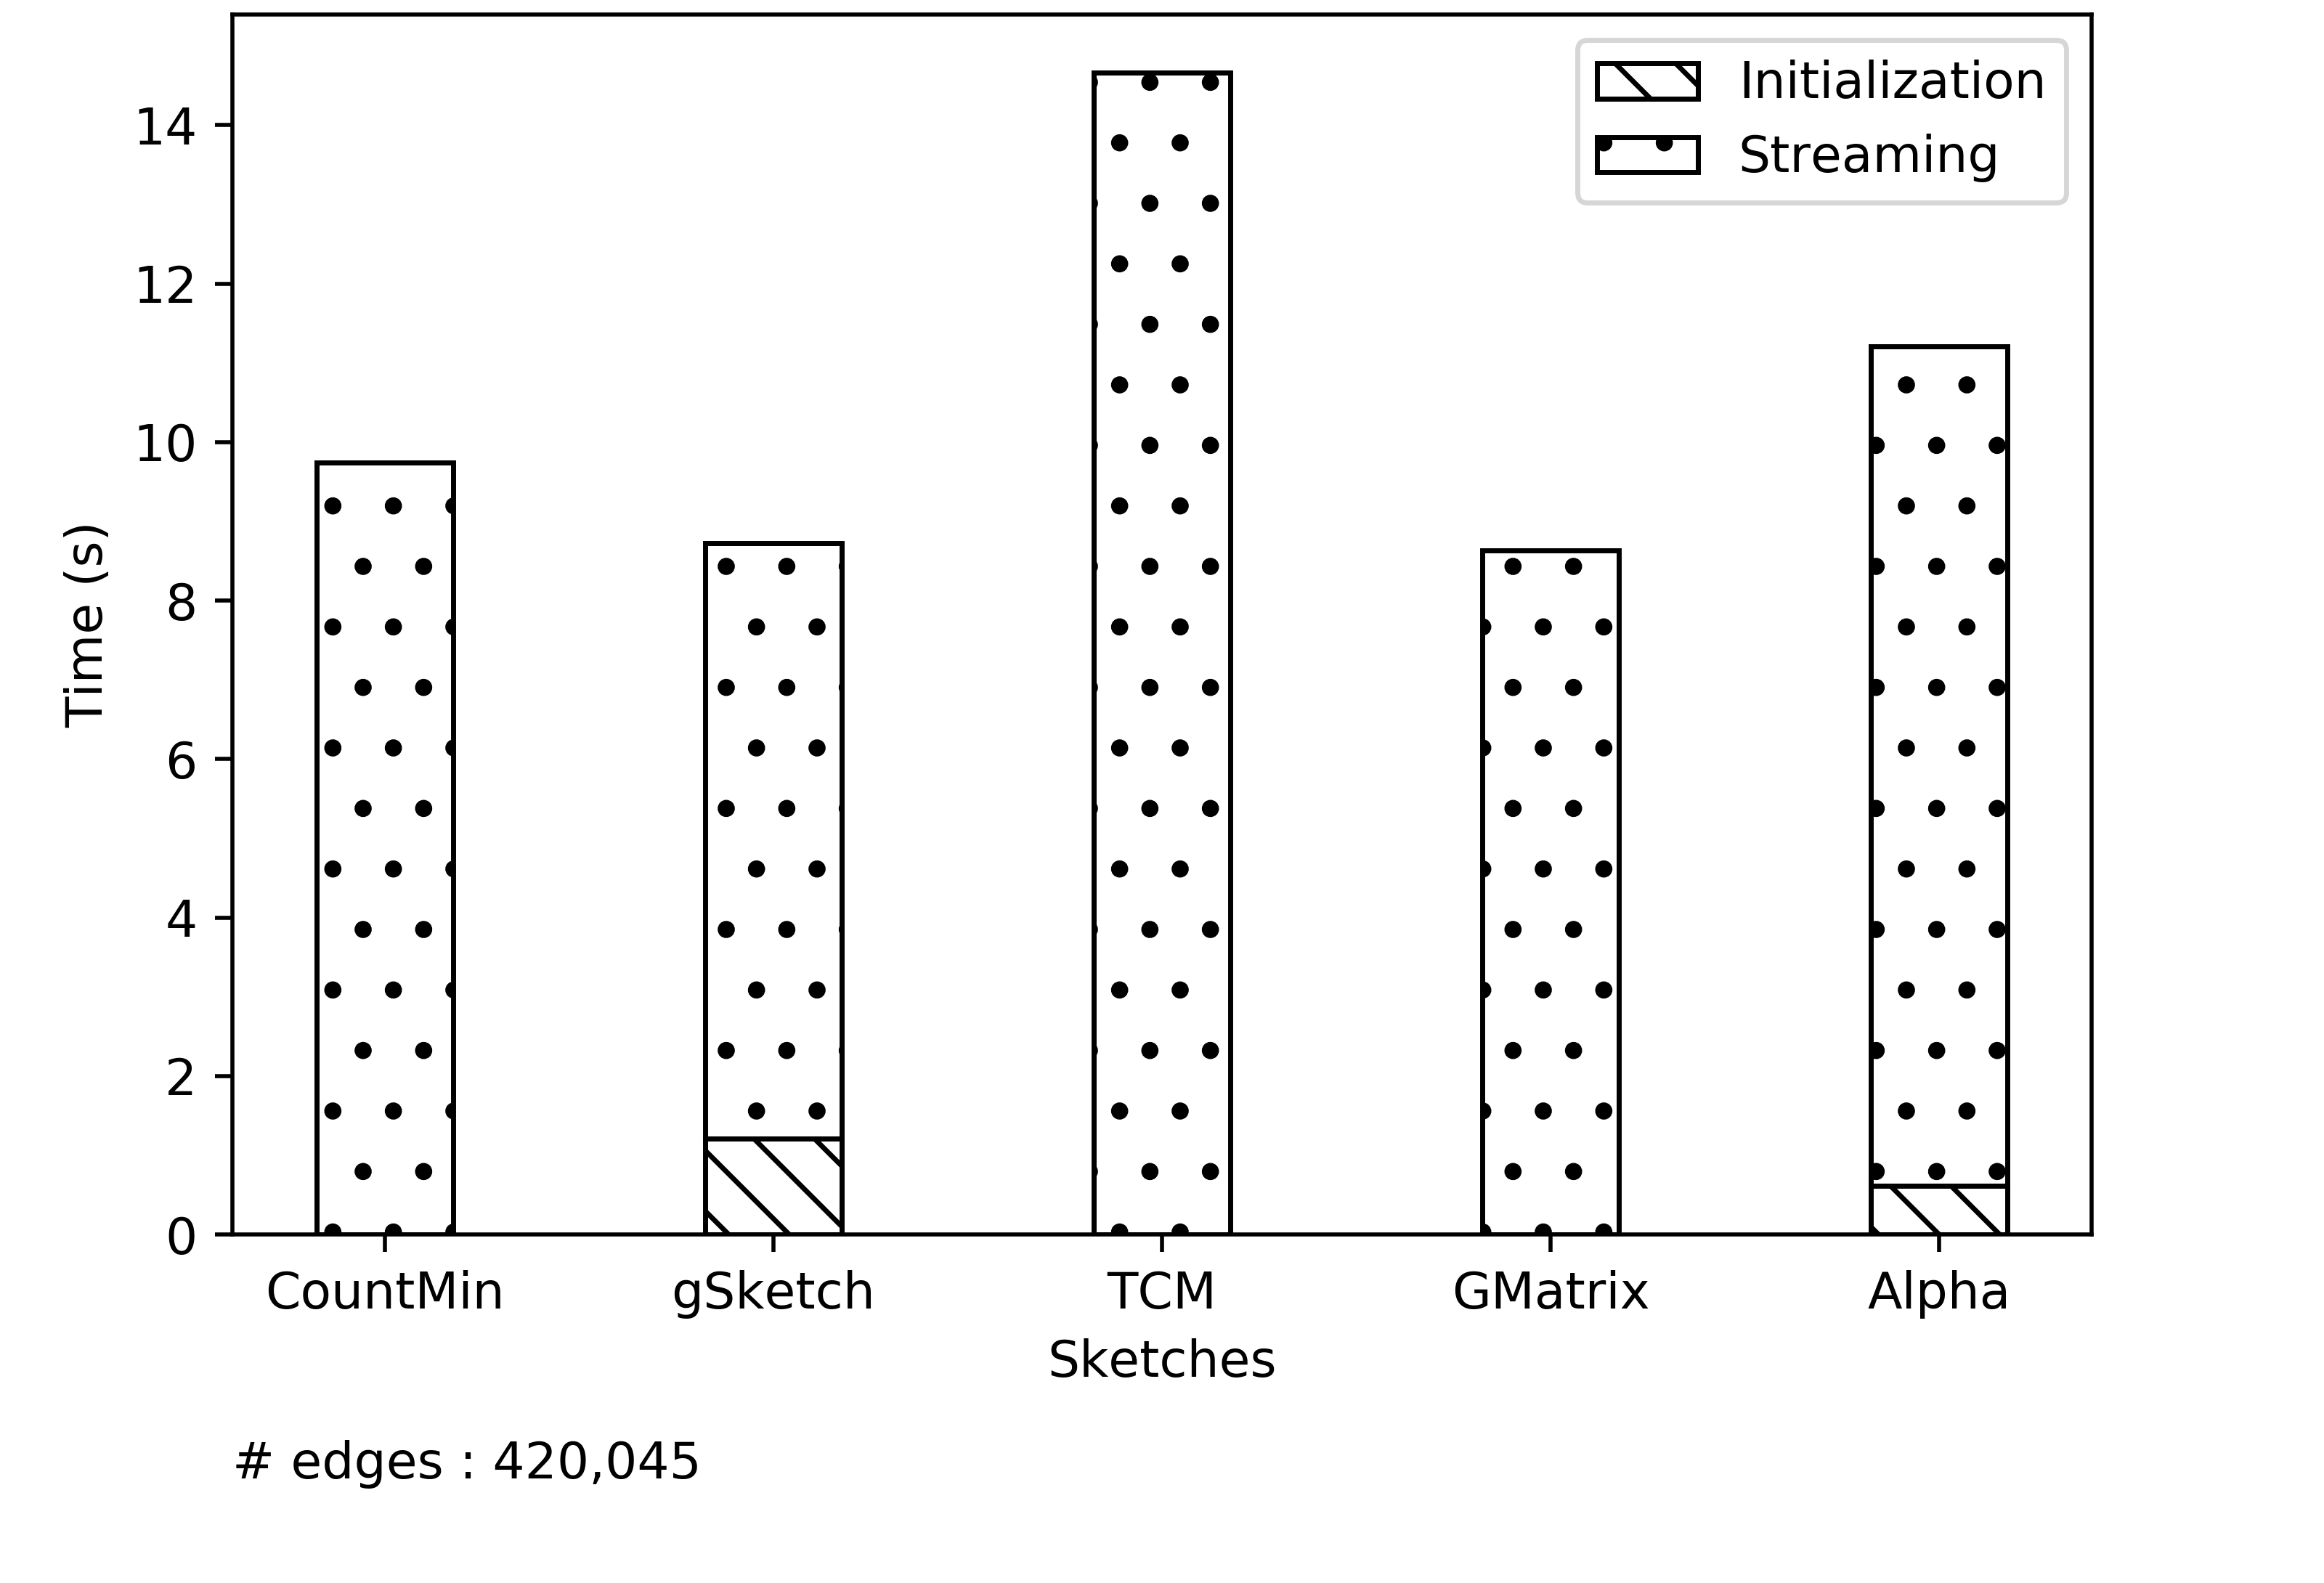 Initialization
Streaming
14
12
10
8
6
4
2
0
Time (s)
CountMin gSketch TCM GMatrix Alpha
Sketches
# edges : 420,045